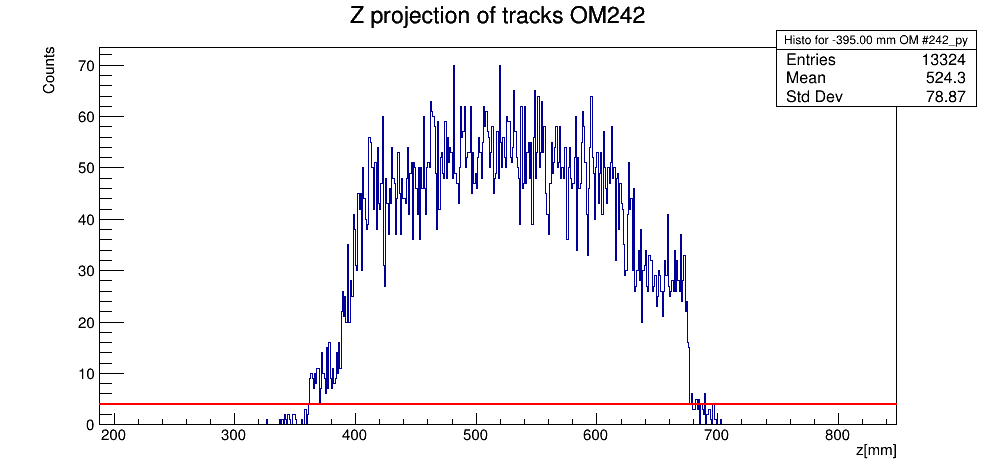 Z projection of tracks OM242
Histo for -395.00 mm OM #242_py
Entries 13324
Mean 524.3
Std Dev 78.87
Counts
70
60
50
40
30
20
10
0
200 300 400 500 600 700 800
z[mm]